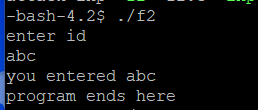 -bash-4.2$ ./f2
enter id
abc
you entered abc
program ends here